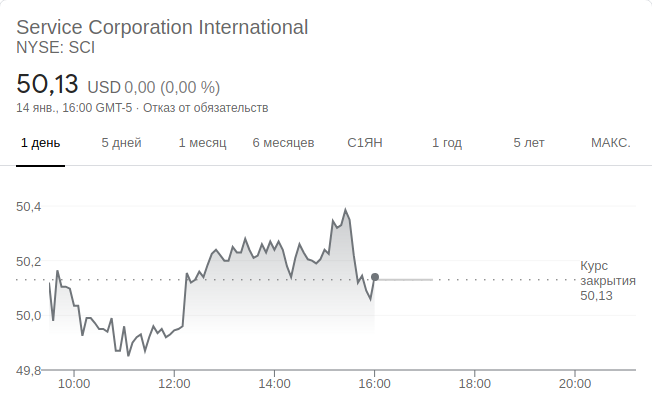 Service Corporation International
NYSE: SCI
50,13 USD 0,00 (0,00 %)
14 янв., 16:00 GMT-5 · Отказ от обязательств
1 день 5 дней 1 месяц 6 месяцев С1ЯН 1 год 5 лет МАКС.
50,4
50,2
Курс
закрытия
50,13
50,0
49,8
10:00 12:00 14:00 16:00 18:00 20:00